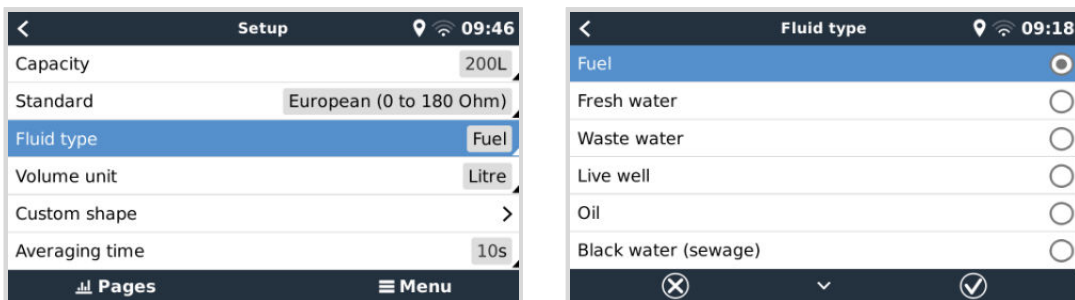 Setup 09:46
Capacity 200L
Standard European (0 to 180 Ohm)
Fluid type Fuel
Volume unit Litre
Custom shape
Averaging time 10s
Pages Menu
Fluid type 09:18
Fuel
Fresh water
Waste water
Live well
Oil
Black water (sewage)